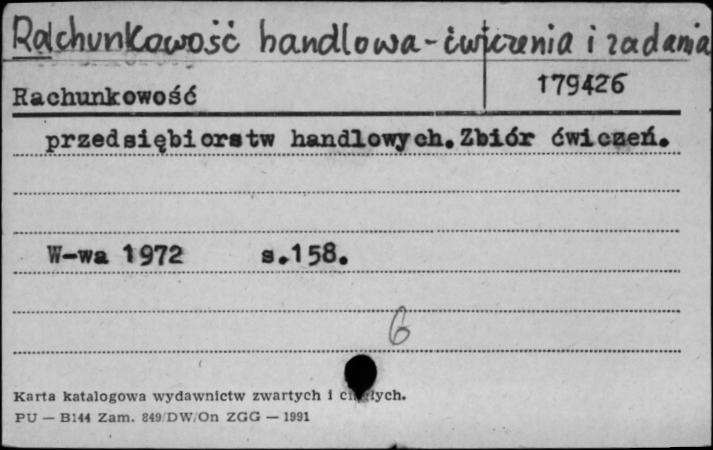 Rachunkowość handlowa - ćwiczenia i zadania
179426
Rachunkowość
przedsiębiorstw handlowych. Zbiór ćwiczeń.
W-wa 1972 s.158.
6
Karta katalogowa wydawnictw zwartych i ciągłych.
PU — B144 Zam. 849/DW/On ZGG — 1991